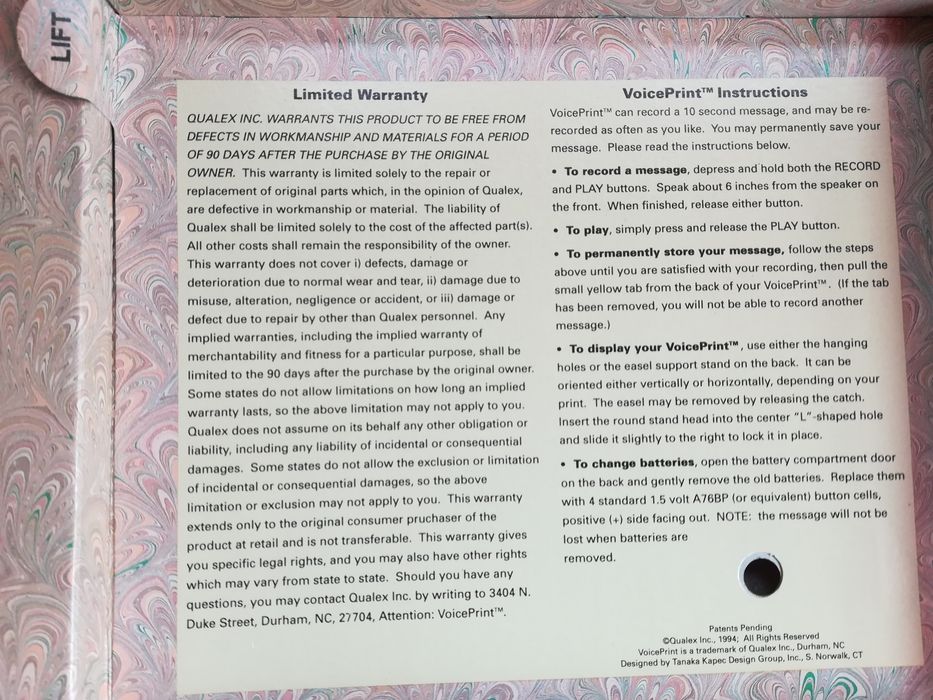 LIFT
Limited Warranty
QUALEX INC. WARRANTS THIS PRODUCT TO BE FREE FROM
DEFECTS IN WORKMANSHIP AND MATERIALS FOR A PERIOD
OF 90 DAYS AFTER THE PURCHASE BY THE ORIGINAL
OWNER. This warranty is limited solely to the repair or
replacement of original parts which, in the opinion of Qualex,
are defective in workmanship or material. The liability of
Qualex shall be limited solely to the cost of the affected part(s).
All other costs shall remain the responsibility of the owner.
This warranty does not cover i) defects, damage or
deterioration due to normal wear and tear, ii) damage due to
misuse, alteration, negligence or accident, or iii) damage or
defect due to repair by other than Qualex personnel. Any
implied warranties, including the implied warranty of
merchantability and fitness for a particular purpose, shall be
limited to the 90 days after the purchase by the original owner.
Some states do not allow limitations on how long an implied
warranty lasts, so the above limitation may not apply to you.
Qualex does not assume on its behalf any other obligation or
liability, including any liability of incidental or consequential
damages. Some states do not allow the exclusion or limitation
of incidental or consequential damages, so the above
limitation or exclusion may not apply to you. This warranty
extends only to the original consumer pruchaser of the
product at retail and is not transferable. This warranty gives
you specific legal rights, and you may also have other rights
which may vary from state to state. Should you have any
questions, you may contact Qualex Inc. by writing to 3404 N.
Duke Street, Durham, NC, 27704, Attention: VoicePrint™.
VoicePrint™ Instructions
VoicePrint™ can record a 10 second message, and may be re-
recorded as often as you like. You may permanently save your
message. Please read the instructions below.
• To record a message, depress and hold both the RECORD
and PLAY buttons. Speak about 6 inches from the speaker on
the front. When finished, release either button.
• To play, simply press and release the PLAY button.
• To permanently store your message, follow the steps
above until you are satisfied with your recording, then pull the
small yellow tab from the back of your VoicePrint™. (If the tab
has been removed, you will not be able to record another
message.)
• To display your VoicePrint™, use either the hanging
holes or the easel support stand on the back. It can be
oriented either vertically or horizontally, depending on your
print. The easel may be removed by releasing the catch.
Insert the round stand head into the center "L"-shaped hole
and slide it slightly to the right to lock it in place.
• To change batteries, open the battery compartment door
on the back and gently remove the old batteries. Replace them
with 4 standard 1.5 volt A76BP (or equivalent) button cells,
positive (+) side facing out. NOTE: the message will not be
lost when batteries are
removed.
Patents Pending
©Qualex Inc., 1994; All Rights Reserved
VoicePrint is a trademark of Qualex Inc., Durham, NC
Designed by Tanaka Kapec Design Group, Inc., S. Norwalk, CT